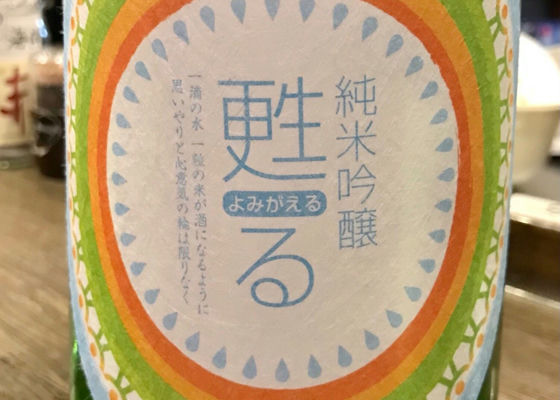 純米吟醸
甦る
よみがえる
一滴の水 一粒の米が酒になるように
思いやりと心意気の輪は限りなく